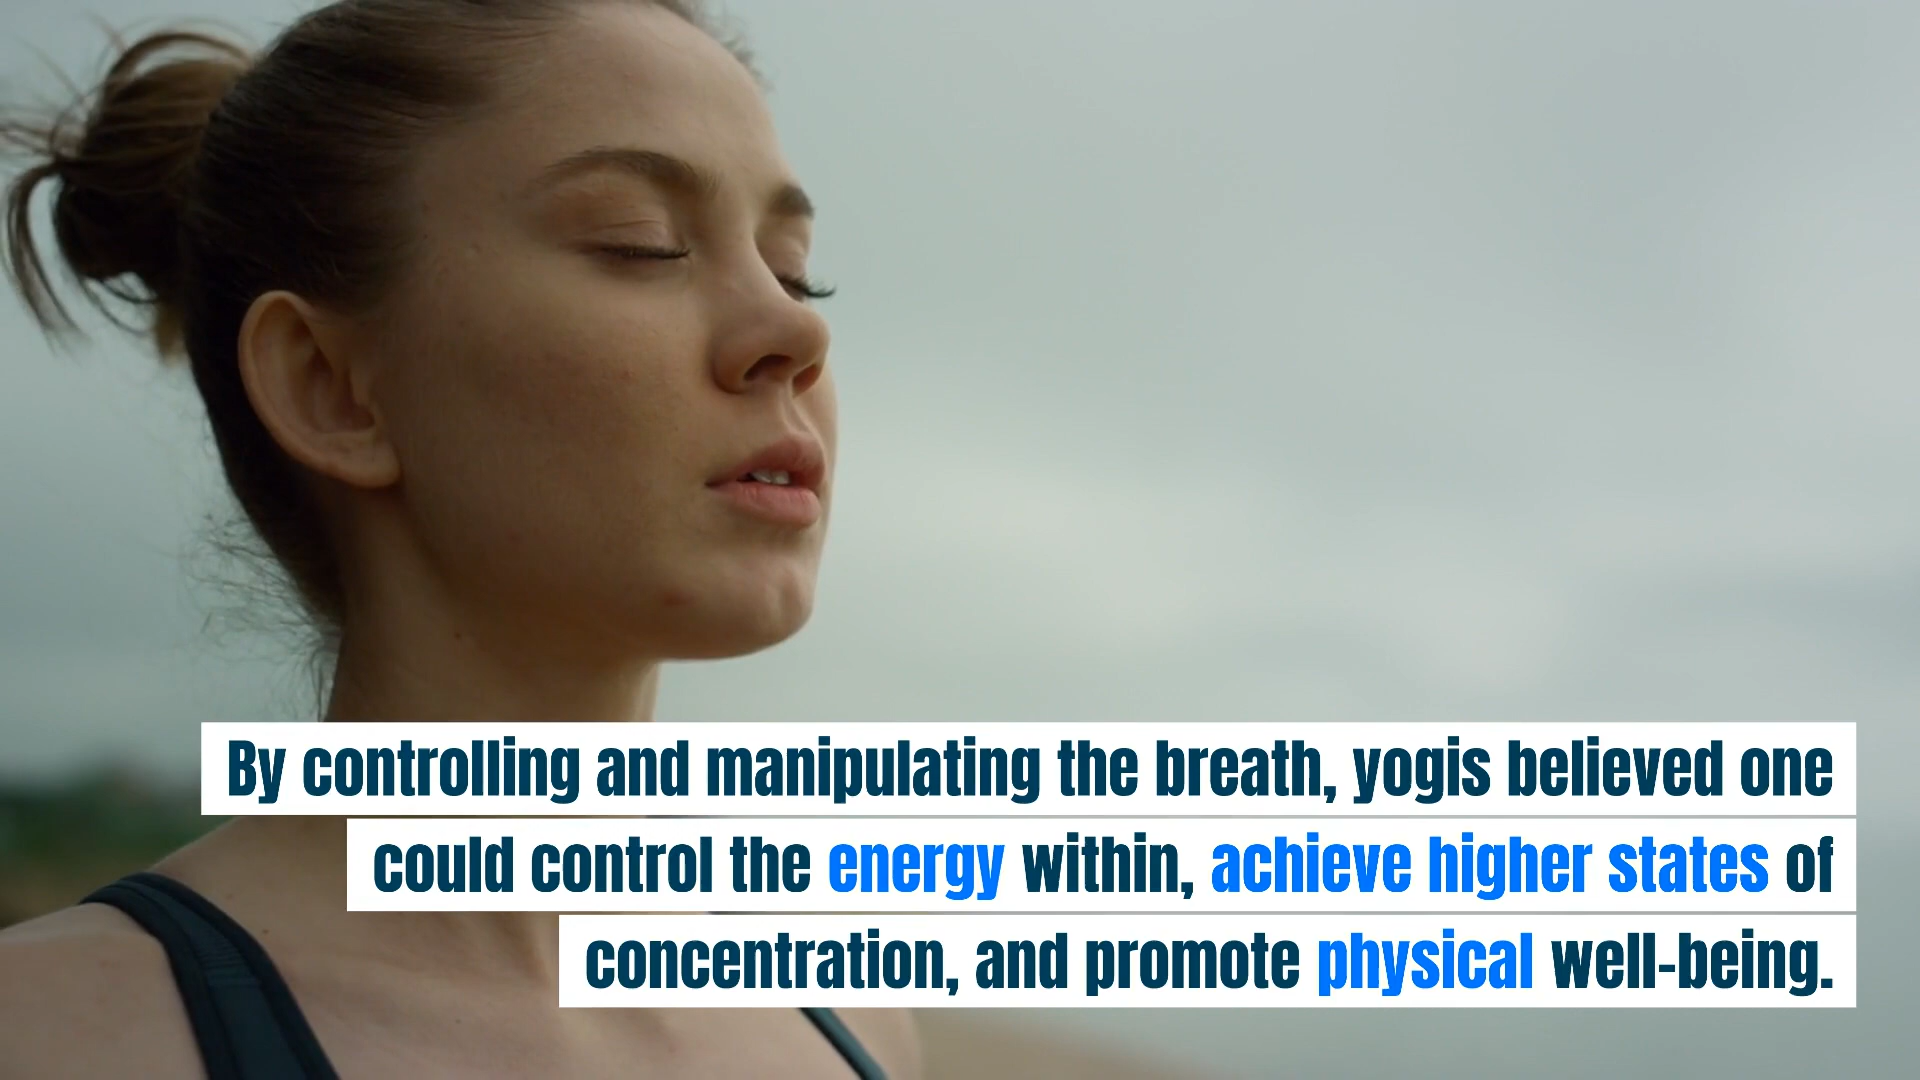 By controlling and manipulating the breath, yogis believed one
could control the energy within, achieve higher states of
concentration, and promote physical well-being.